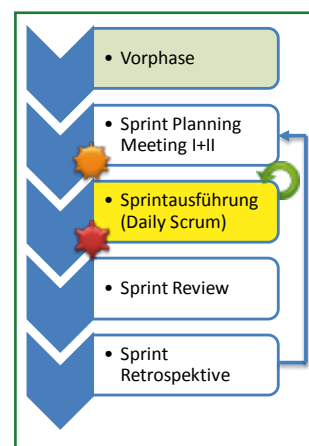 • Vorphase
• Sprint Planning
Meeting I+II
• Sprintausführung
(Daily Scrum)
• Sprint Review
• Sprint
Retrospektive